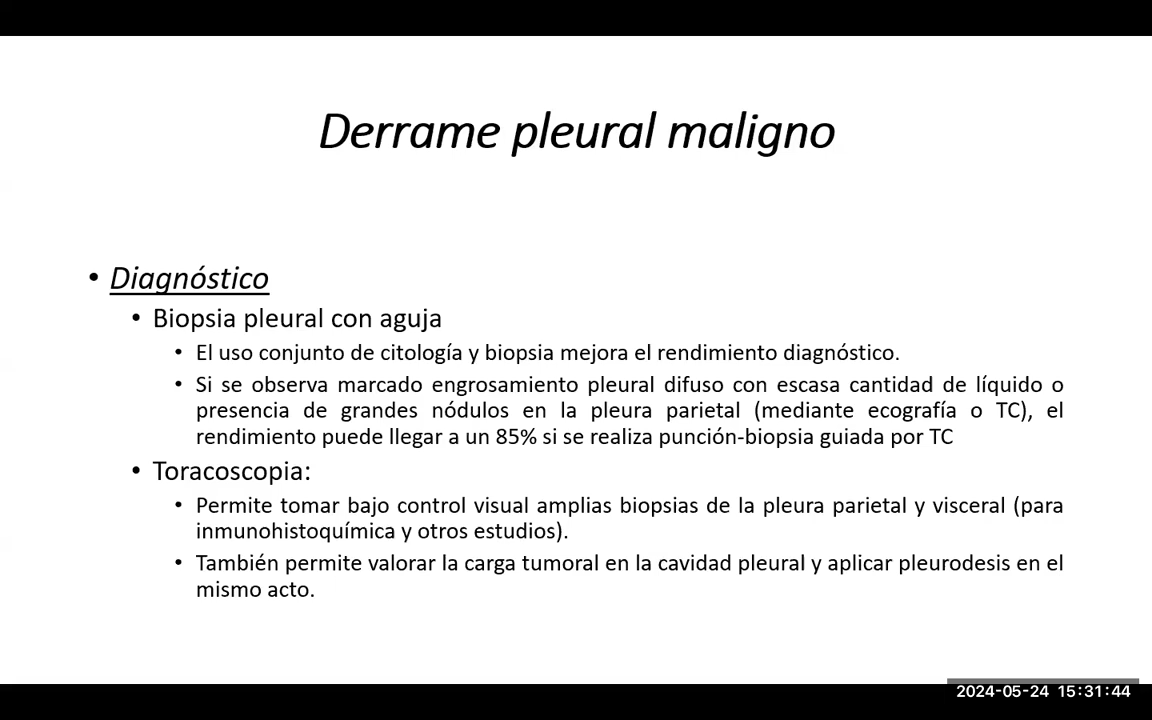 Derrame pleural maligno
• Diagnóstico
• Biopsia pleural con aguja
• El uso conjunto de citología y biopsia mejora el rendimiento diagnóstico.
• Si se observa marcado engrosamiento pleural difuso con escasa cantidad de líquido o
presencia de grandes nódulos en la pleura parietal (mediante ecografía o TC), el
rendimiento puede llegar a un 85% si se realiza punción-biopsia guiada por TC
• Toracoscopia:
• Permite tomar bajo control visual amplias biopsias de la pleura parietal y visceral (para
inmunohistoquímica y otros estudios).
• También permite valorar la carga tumoral en la cavidad pleural y aplicar pleurodesis en el
mismo acto.
2024-05-24 15:31:44